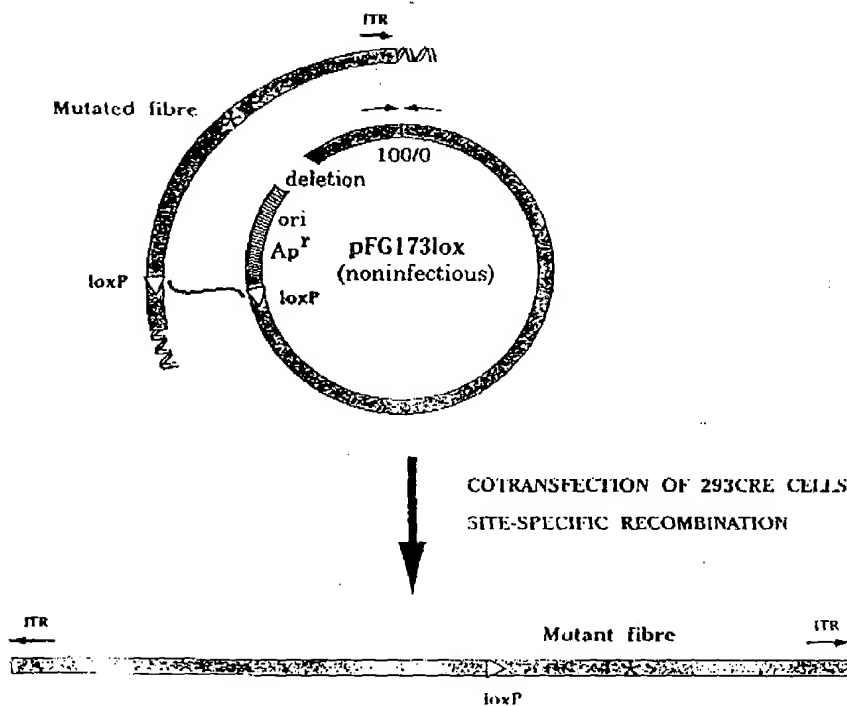 ITR
Mutated fibre
100/0
deletion
ori
Ap^r
pFG173lox
(noninfectious)
loxP
loxP
COTRANSFECTION OF 293CRE CELLS
SITE-SPECIFIC RECOMBINATION
ITR
Mutant fibre
ITR
loxP